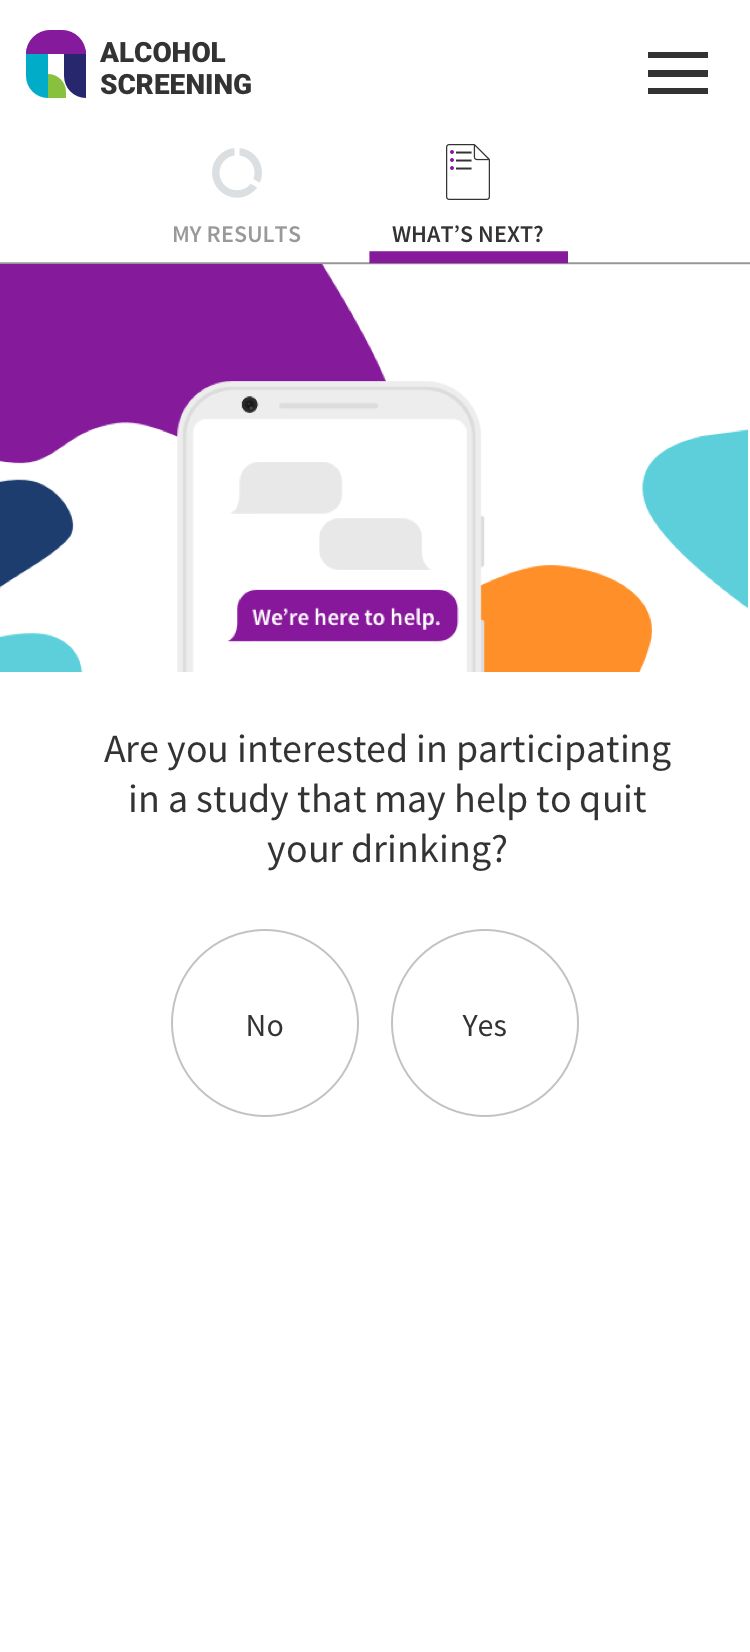 ALCOHOL
SCREENING
MY RESULTS
WHAT’S NEXT?
We’re here to help.
Are you interested in participating
in a study that may help to quit
your drinking?
No
Yes